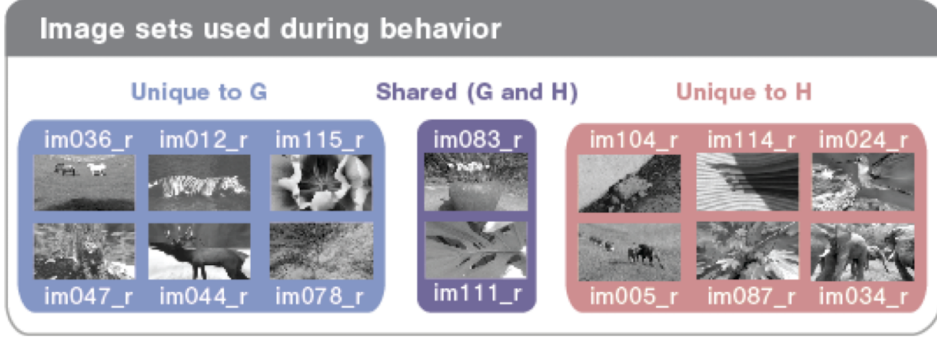 Image sets used during behavior
Unique to G
Shared (G and H)
Unique to H
im036_r im012_r im115_r
im047_r im044_r im078_r
im083_r
im111_r
im104_r im114_r im024_r
im005_r im087_r im034_r